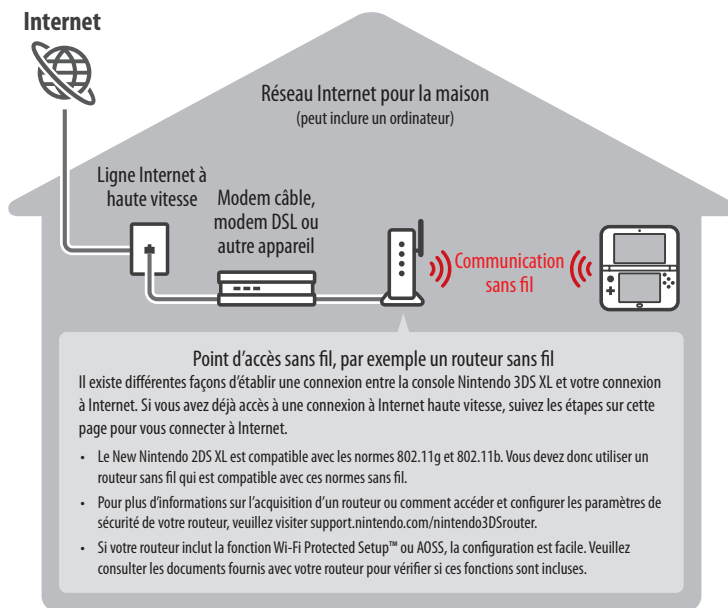 Internet
Réseau Internet pour la maison
(peut inclure un ordinateur)
Ligne Internet à
haute vitesse
Modem câble,
modem DSL ou
autre appareil
Communication
sans fil
Point d’accès sans fil, par exemple un routeur sans fil
Il existe différentes façons d’établir une connexion entre la console Nintendo 3DS XL et votre connexion
à Internet. Si vous avez déjà accès à une connexion à Internet haute vitesse, suivez les étapes sur cette
page pour vous connecter à Internet.
• Le New Nintendo 2DS XL est compatible avec les normes 802.11g et 802.11b. Vous devez donc utiliser un
routeur sans fil qui est compatible avec ces normes sans fil.
• Pour plus d’informations sur l’acquisition d’un routeur ou comment accéder et configurer les paramètres de
sécurité de votre routeur, veuillez visiter support.nintendo.com/nintendo3DSrouter.
• Si votre routeur inclut la fonction Wi-Fi Protected Setup™ ou AOSS, la configuration est facile. Veuillez
consulter les documents fournis avec votre routeur pour vérifier si ces fonctions sont incluses.